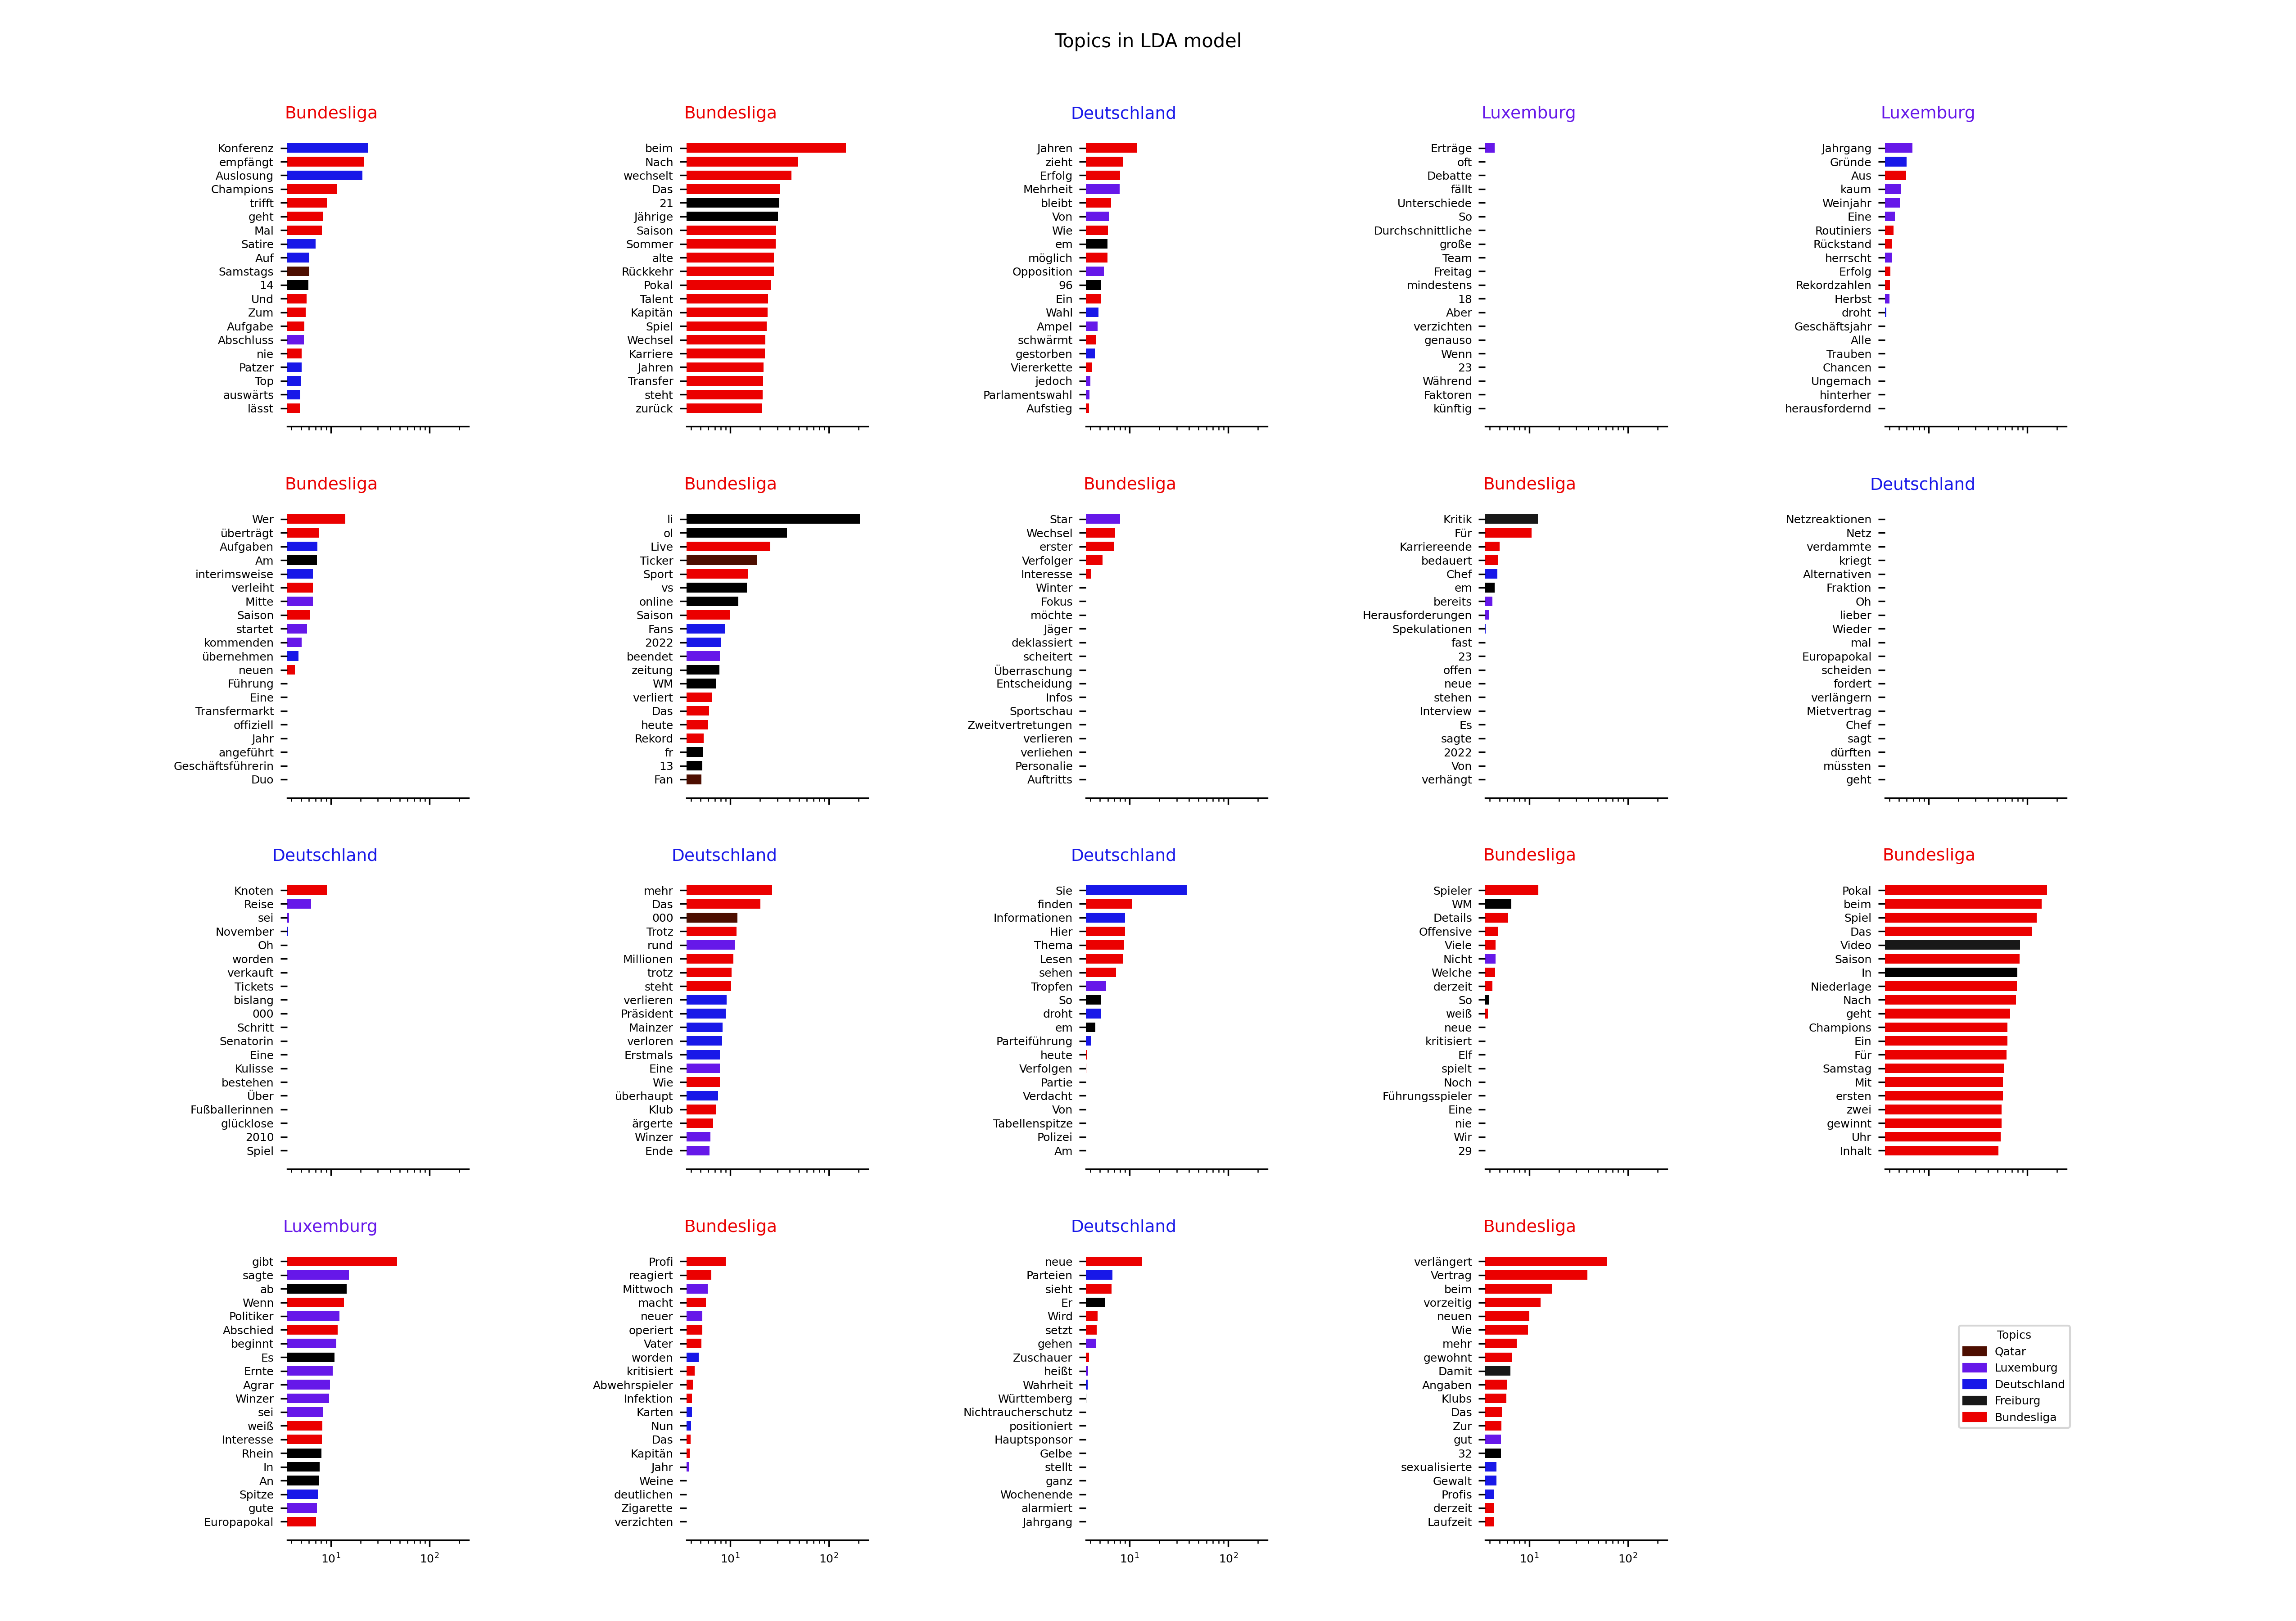 Topics in LDA model
Bundesliga
Konferenz
empfängt
Auslosung
Champions
trifft
geht
Mal
Satire
Auf
Samstags
14
Und
Zum
Aufgabe
Abschluss
nie
Patzer
Top
auswärts
lässt
Bundesliga
beim
Nach
wechselt
Das
21
Jährige
Saison
Sommer
alte
Rückkehr
Pokal
Talent
Kapitän
Spiel
Wechsel
Karriere
Jahren
Transfer
steht
zurück
Deutschland
Jahren
zieht
Erfolg
Mehrheit
bleibt
Von
Wie
em
möglich
Opposition
96
Ein
Wahl
Ampel
schwärmt
gestorben
Viererkette
jedoch
Parlamentswahl
Aufstieg
Luxemburg
Erträge
oft
Debatte
fällt
Unterschiede
So
Durchschnittliche
große
Team
Freitag
mindestens
18
Aber
verzichten
genauso
Wenn
23
Während
Faktoren
künftig
Luxemburg
Jahrgang
Gründe
Aus
kaum
Weinjahr
Eine
Routiniers
Rückstand
herrscht
Erfolg
Rekordzahlen
Herbst
droht
Geschäftsjahr
Alle
Trauben
Chancen
Ungemach
hinterher
herausfordernd
Bundesliga
Wer
überträgt
Aufgaben
Am
interimsweise
verleiht
Mitte
Saison
startet
kommenden
übernehmen
neuen
Führung
Eine
Transfermarkt
offiziell
Jahr
angeführt
Geschäftsführerin
Duo
Bundesliga
li
ol
Live
Ticker
Sport
vs
online
Saison
Fans
2022
beendet
zeitung
WM
verliert
Das
heute
Rekord
fr
13
Fan
Bundesliga
Star
Wechsel
erster
Verfolger
Interesse
Winter
Fokus
möchte
Jäger
deklassiert
scheitert
Überraschung
Entscheidung
Infos
Sportschau
Zweitvertretungen
verlieren
verliehen
Personalie
Auftritts
Bundesliga
Kritik
Für
Karriereende
bedauert
Chef
em
bereits
Herausforderungen
Spekulationen
fast
23
offen
neue
stehen
Interview
Es
sagte
2022
Von
verhängt
Deutschland
Netzreaktionen
Netz
verdammte
kriegt
Alternativen
Fraktion
Oh
lieber
Wieder
mal
Europapokal
scheiden
fordert
verlängern
Mietvertrag
Chef
sagt
dürften
müssten
geht
Deutschland
Knoten
Reise
sei
November
Oh
worden
verkauft
Tickets
bislang
000
Schritt
Senatorin
Eine
Kulisse
bestehen
Über
Fußballerinnen
glücklose
2010
Spiel
Deutschland
mehr
Das
000
Trotz
rund
Millionen
trotz
steht
verlieren
Präsident
Mainzer
verloren
Erstmals
Eine
Wie
überhaupt
Klub
ärgerte
Winzer
Ende
Deutschland
Sie
finden
Informationen
Hier
Thema
Lesen
sehen
Tropfen
So
droht
em
Parteiführung
heute
Verfolgen
Partie
Verdacht
Von
Tabellenspitze
Polizei
Am
Bundesliga
Spieler
WM
Details
Offensive
Viele
Nicht
Welche
derzeit
So
weiß
neue
kritisiert
Elf
spielt
Noch
Führungsspieler
Eine
nie
Wir
29
Bundesliga
Pokal
beim
Spiel
Das
Video
Saison
In
Niederlage
Nach
geht
Champions
Ein
Für
Samstag
Mit
ersten
zwei
gewinnt
Uhr
Inhalt
Luxemburg
gibt
sagte
ab
Wenn
Politiker
Abschied
beginnt
Es
Ernte
Agrar
Winzer
sei
weiß
Interesse
Rhein
In
An
Spitze
gute
Europapokal
10¹ 10²
Bundesliga
Profi
reagiert
Mittwoch
macht
neuer
operiert
Vater
worden
kritisiert
Abwehrspieler
Infektion
Karten
Nun
Das
Kapitän
Jahr
Weine
deutlichen
Zigarette
verzichten
10¹ 10²
Deutschland
neue
Parteien
sieht
Er
Wird
setzt
gehen
Zuschauer
heißt
Wahrheit
Württemberg
Nichtraucherschutz
positioniert
Hauptsponsor
Gelbe
stellt
ganz
Wochenende
alarmiert
Jahrgang
10¹ 10²
Bundesliga
verlängert
Vertrag
beim
vorzeitig
neuen
Wie
mehr
gewohnt
Damit
Angaben
Klubs
Das
Zur
gut
32
sexualisierte
Gewalt
Profis
derzeit
Laufzeit
10¹ 10²
Topics
Qatar
Luxemburg
Deutschland
Freiburg
Bundesliga